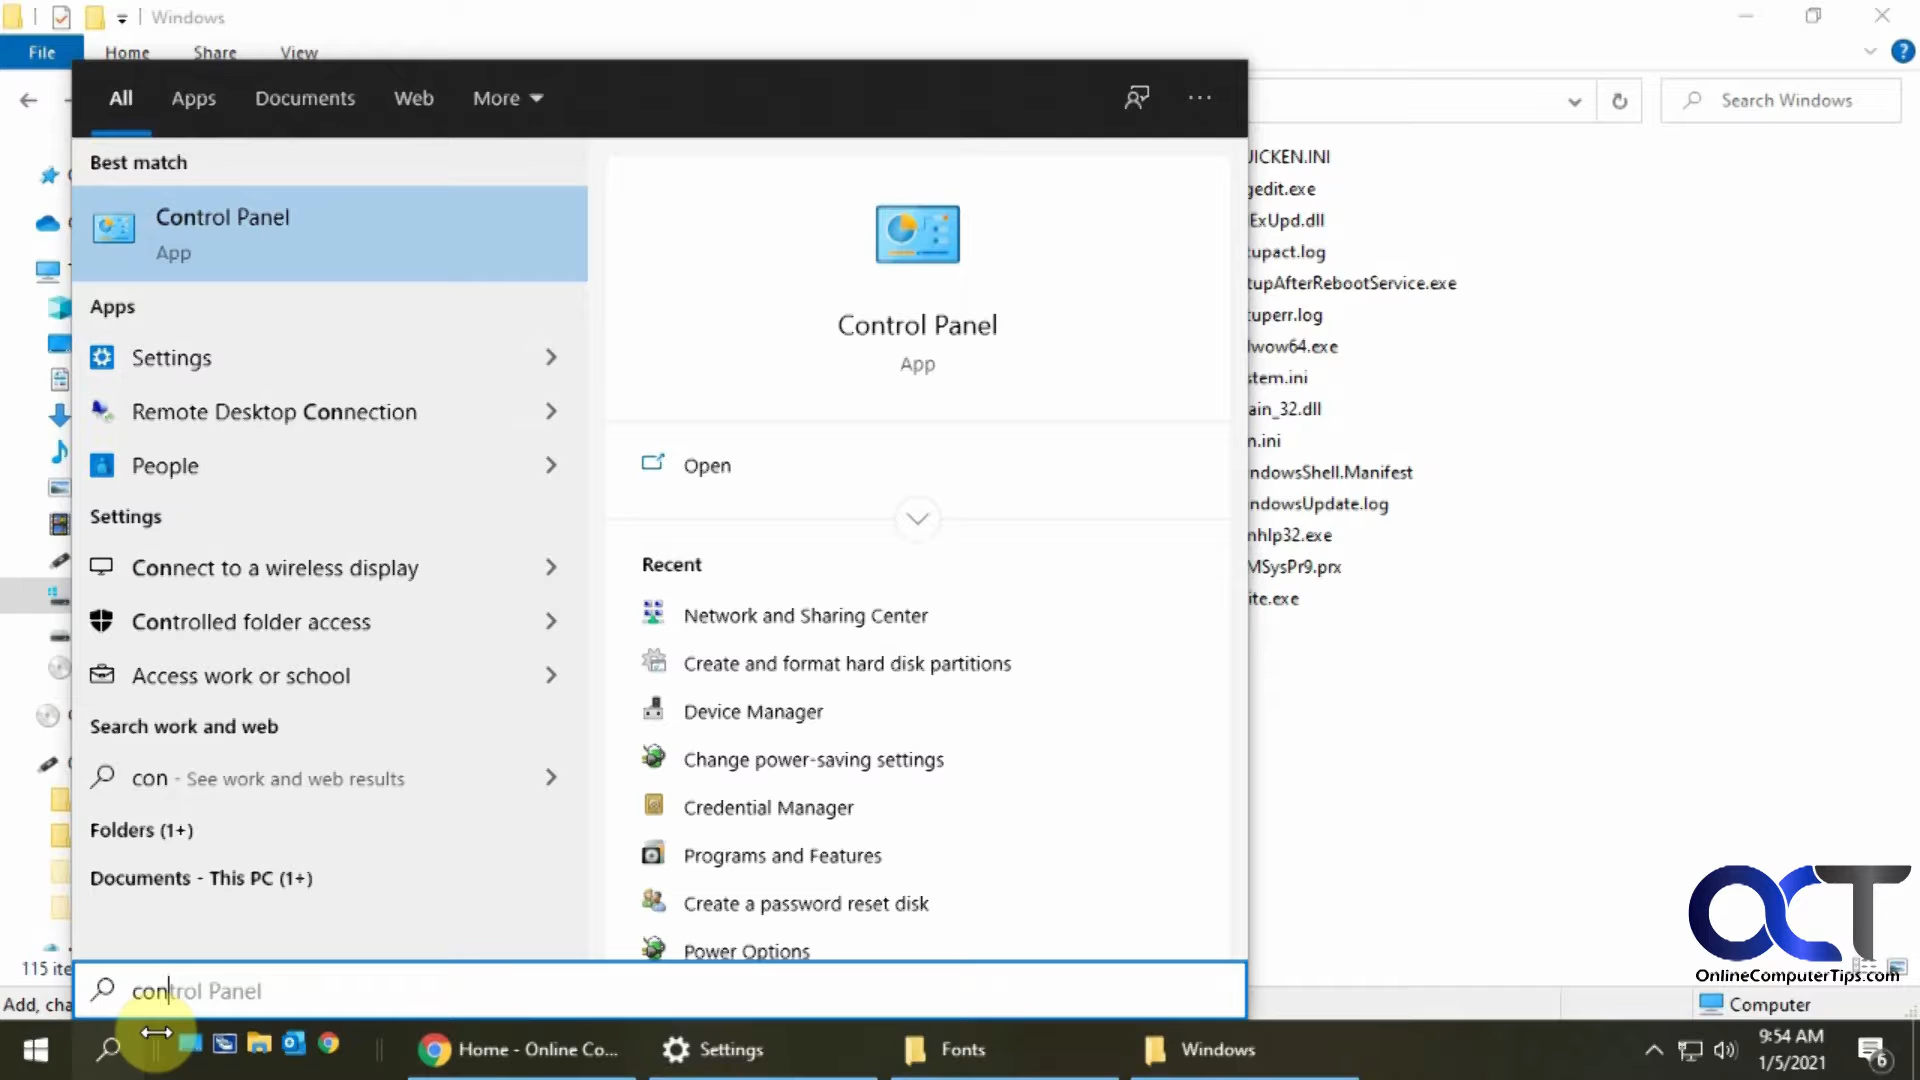 Windows
File Home Share View
All Apps Documents Web More ...
Search Windows
Best match
Control Panel
App
Apps
Settings
Remote Desktop Connection
People
Settings
Connect to a wireless display
Controlled folder access
Access work or school
Search work and web
con - See work and web results
Folders (1+)
Documents - This PC (1+)
control Panel
Control Panel
App
Open
Recent
Network and Sharing Center
Create and format hard disk partitions
Device Manager
Change power-saving settings
Credential Manager
Programs and Features
Create a password reset disk
Power Options
UICKEN.INI
gedit.exe
ExUpd.dll
tupact.log
tupAfterRebootService.exe
tuperr.log
lwow64.exe
stem.ini
ain_32.dll
n.ini
ndowsShell.Manifest
ndowsUpdate.log
nhlp32.exe
MSysPr9.prx
ite.exe
OCT
OnlineComputerTips.com
115 ite
Add, cha
Computer
Home - Online Co...
Settings
Fonts
Windows
9:54 AM
1/5/2021
6